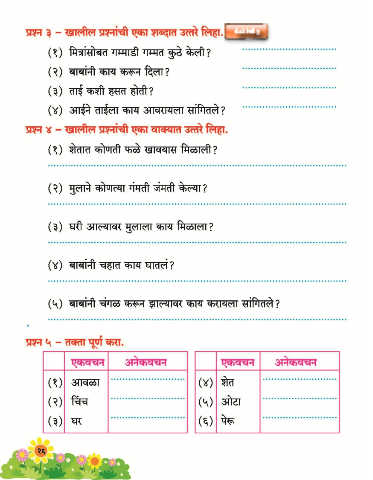 प्रश्न ३ – खालील प्रश्नांची एका शब्दात उत्तरे लिहा.
(१) मित्रांसोबत गम्माडी गम्मत कुठे केली?
(२) बाबांनी काय करून दिला?
(३) ताई कशी हसत होती?
(४) आईने ताईला काय आवरायला सांगितले?
प्रश्न ४ – खालील प्रश्नांची एका वाक्यात उत्तरे लिहा.
(१) शेतात कोणती फळे खावयास मिळाली?
(२) मुलाने कोणत्या गंमती जंमती केल्या?
(३) घरी आल्यावर मुलाला काय मिळाला?
(४) बाबांनी चहात काय घातलं?
(५) बाबांनी चंगळ करून झाल्यावर काय करायला सांगितले?
प्रश्न ५ – तक्ता पूर्ण करा.
एकवचन अनेकवचन एकवचन अनेकवचन
(१) आवळा (४) शेत
(२) चिंच (५) ओटा
(३) घर (६) पेरू
१६